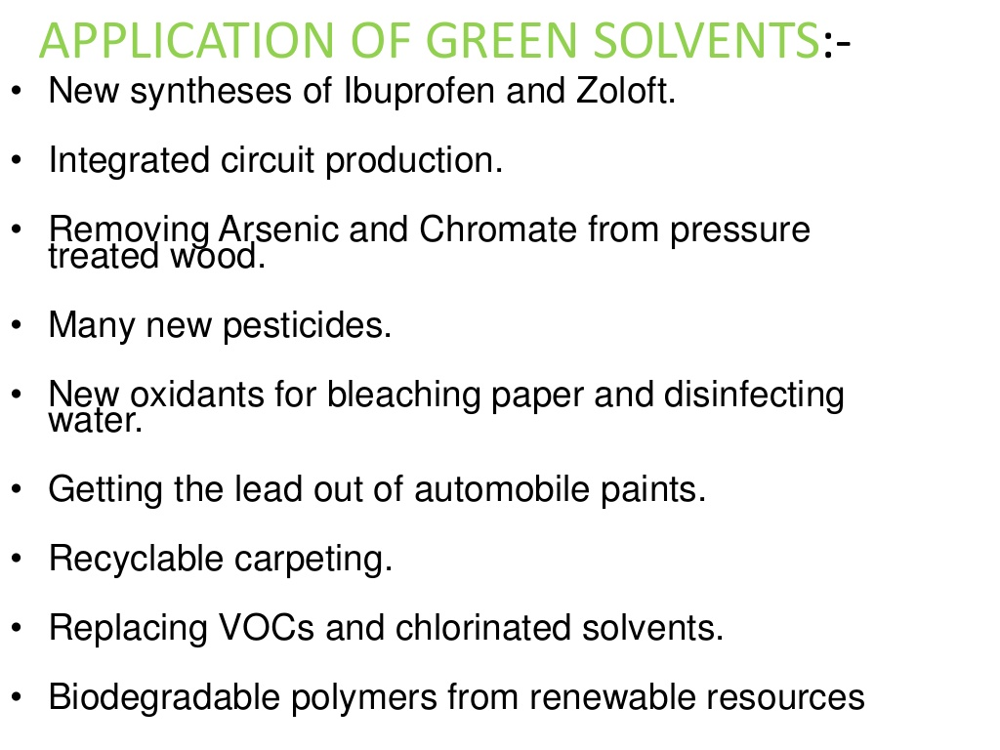 APPLICATION OF GREEN SOLVENTS:-
• New syntheses of Ibuprofen and Zoloft.
• Integrated circuit production.
• Removing Arsenic and Chromate from pressure
treated wood.
• Many new pesticides.
• New oxidants for bleaching paper and disinfecting
water.
• Getting the lead out of automobile paints.
• Recyclable carpeting.
• Replacing VOCs and chlorinated solvents.
• Biodegradable polymers from renewable resources